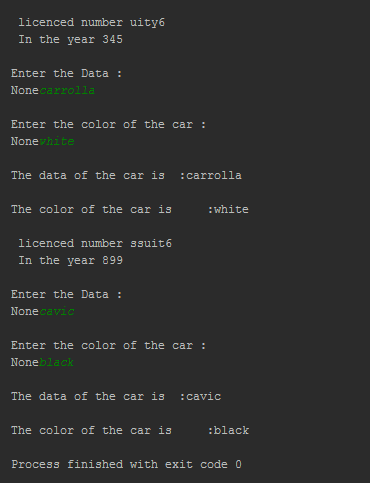 licenced number uity6
In the year 345
Enter the Data :
Nonecarrolla
Enter the color of the car :
Nonewhite
The data of the car is  :carrolla
The color of the car is     :white
licenced number ssuit6
In the year 899
Enter the Data :
Nonecavic
Enter the color of the car :
Noneblack
The data of the car is  :cavic
The color of the car is     :black
Process finished with exit code 0